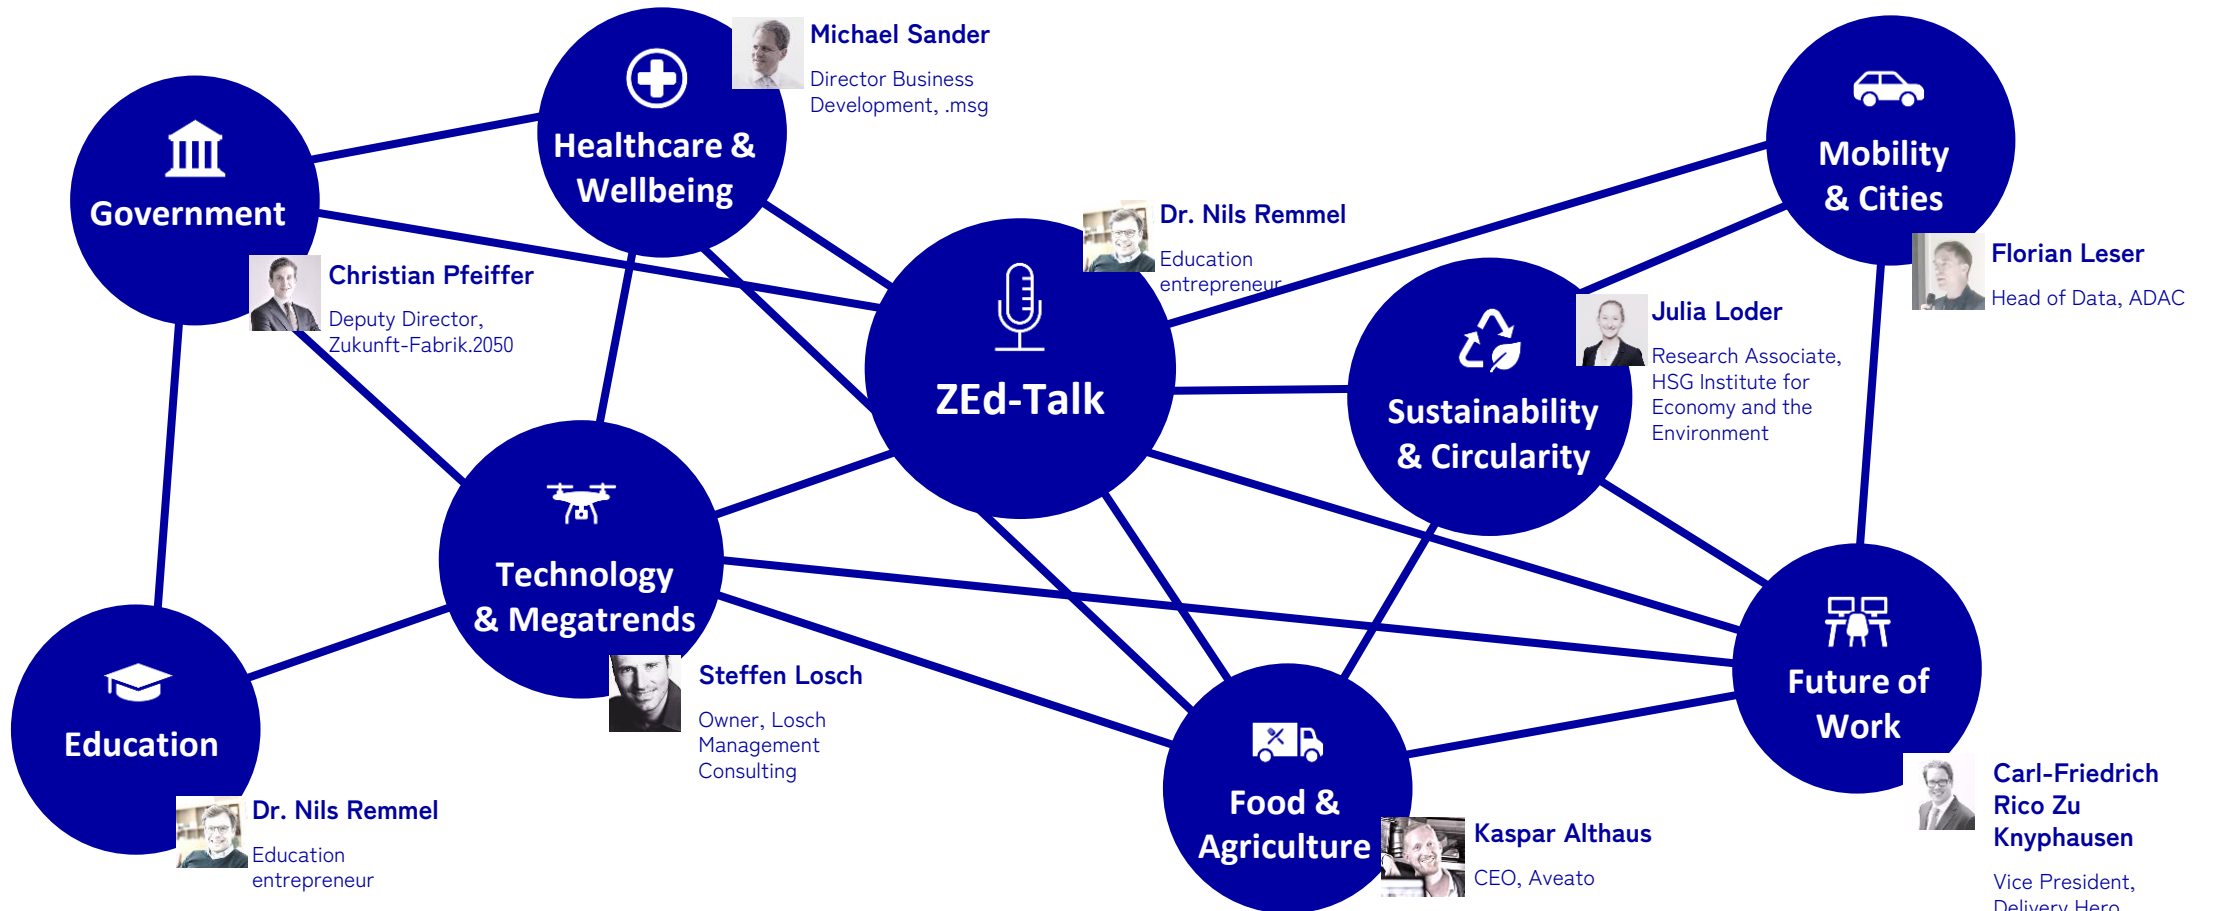 Michael Sander
Director Business
Development, .msg
Healthcare &
Wellbeing
Mobility
& Cities
Government
Dr. Nils Remmel
Education
entrepreneur
Florian Leser
Head of Data, ADAC
Christian Pfeiffer
Deputy Director,
Zukunft-Fabrik.2050
ZEd-Talk
Julia Loder
Research Associate,
HSG Institute for
Economy and the
Environment
Sustainability
& Circularity
Technology
& Megatrends
Steffen Losch
Owner, Losch
Management
Consulting
Future of
Work
Education
Dr. Nils Remmel
Education
entrepreneur
Food &
Agriculture
Kaspar Althaus
CEO, Aveato
Carl-Friedrich
Rico Zu
Knyphausen
Vice President,
Delivery Hero